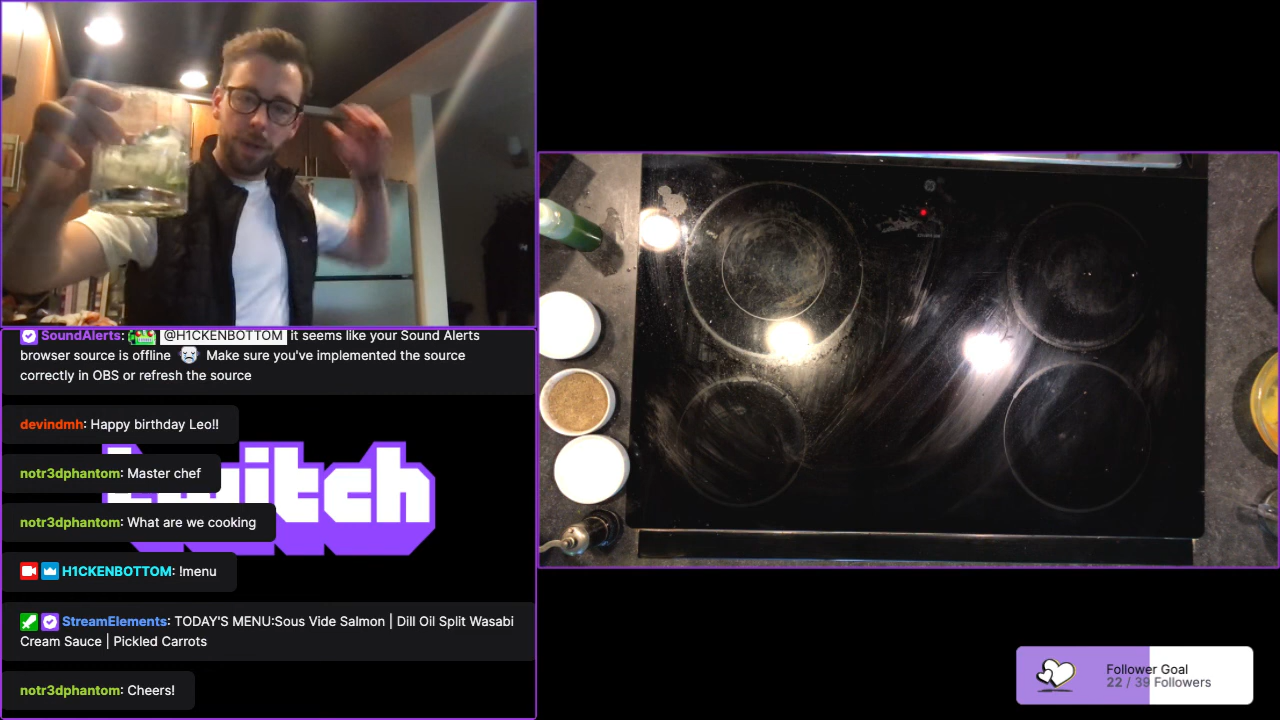 SoundAlerts: @H1CKENBOTTOM it seems like your Sound Alerts
browser source is offline Make sure you've implemented the source
correctly in OBS or refresh the source
devindmh: Happy birthday Leo!!
notr3dphantom: Master chef
twitch
notr3dphantom: What are we cooking
H1CKENBOTTOM: !menu
StreamElements: TODAY'S MENU:Sous Vide Salmon | Dill Oil Split Wasabi
Cream Sauce | Pickled Carrots
notr3dphantom: Cheers!
Follower Goal
22 / 39 Followers